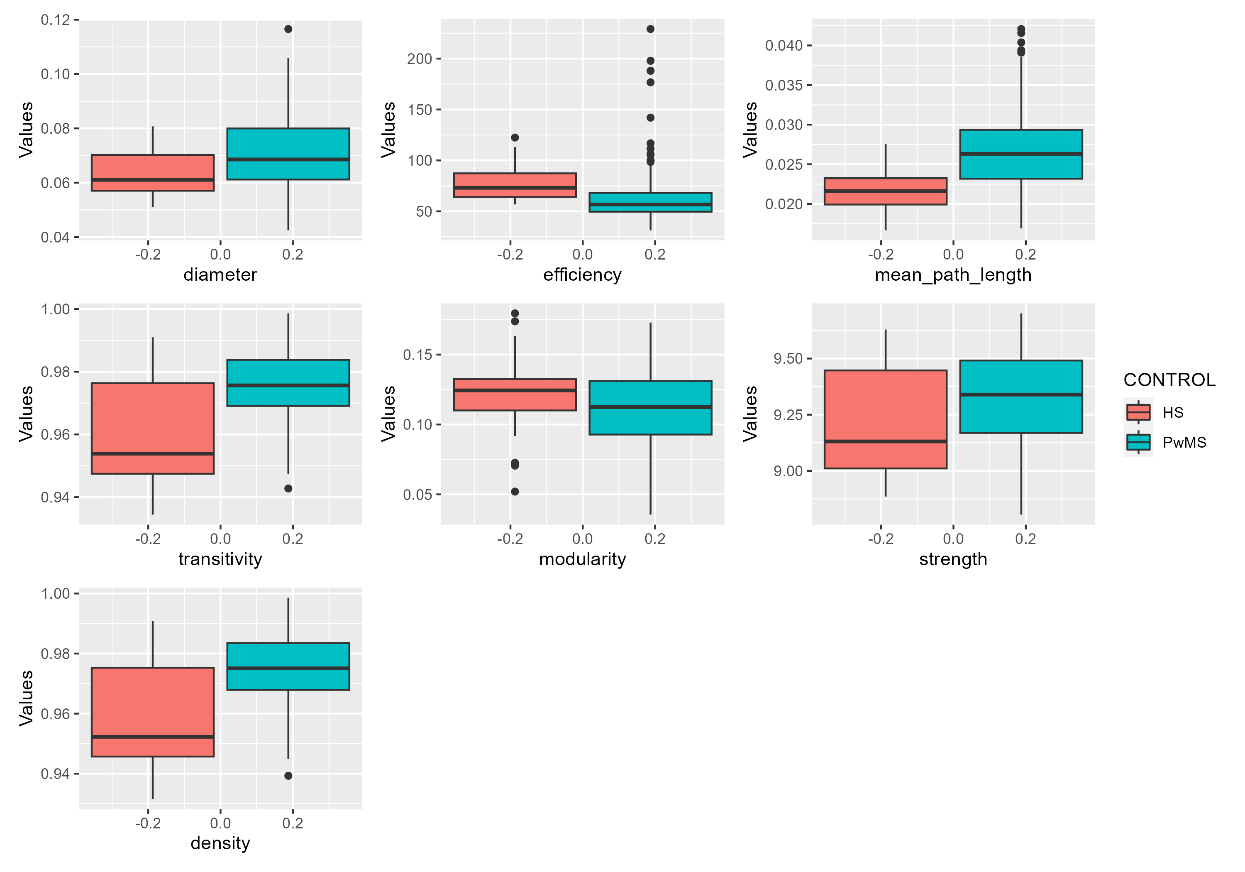 Values
0.12
0.10
0.08
0.06
0.04
-0.2 0.0 0.2
diameter
Values
200
150
100
50
-0.2 0.0 0.2
efficiency
Values
0.040
0.035
0.030
0.025
0.020
-0.2 0.0 0.2
mean_path_length
Values
1.00
0.98
0.96
0.94
-0.2 0.0 0.2
transitivity
Values
0.15
0.10
0.05
-0.2 0.0 0.2
modularity
Values
9.50
9.25
9.00
-0.2 0.0 0.2
strength
CONTROL
HS
PwMS
Values
1.00
0.98
0.96
0.94
-0.2 0.0 0.2
density